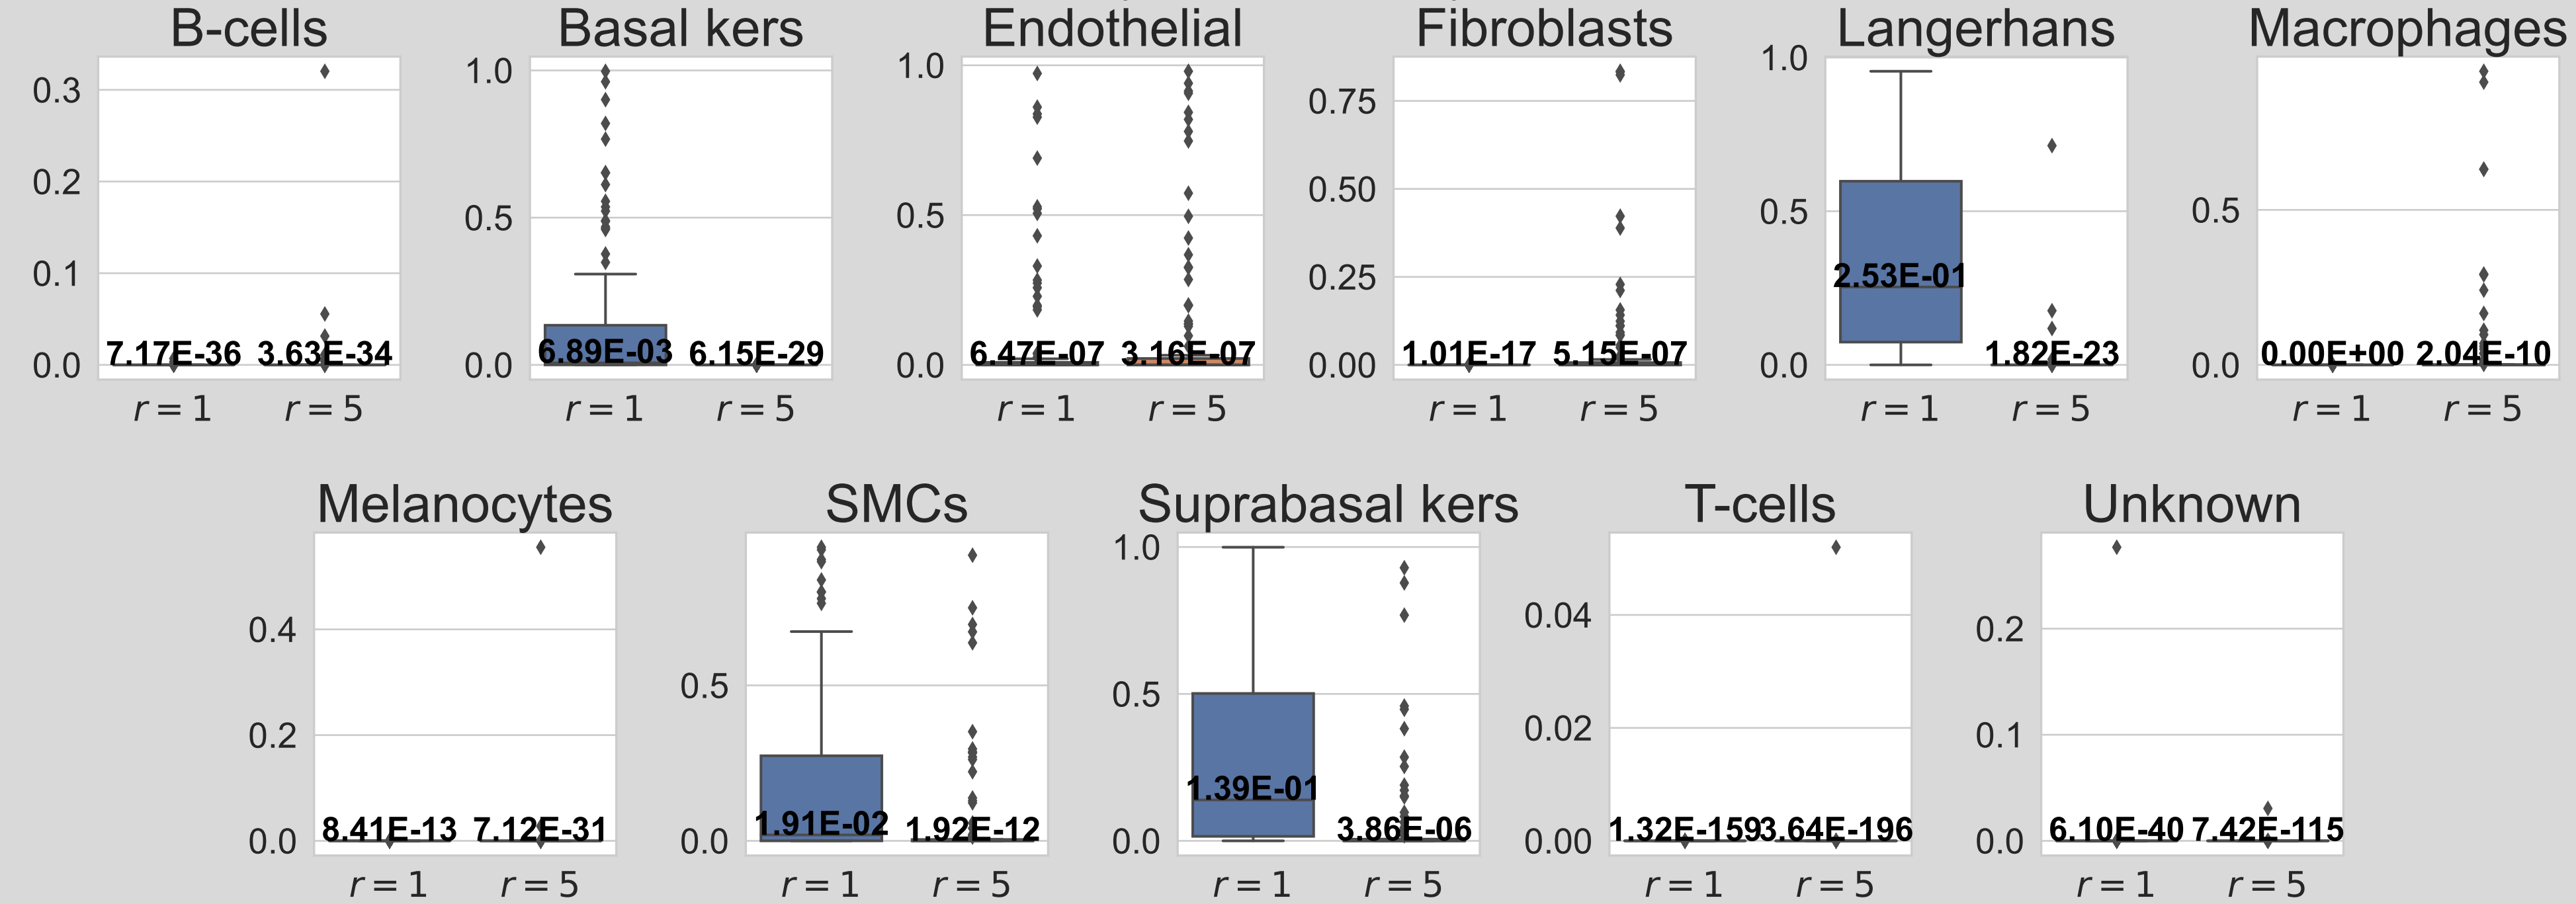 B-cells
0.3
0.2
0.1
0.0
7.17E-36 3.63E-34
r = 1 r = 5
Basal kers
1.0
0.5
0.0
6.89E-03 6.15E-29
r = 1 r = 5
Endothelial
1.0
0.5
0.0
6.47E-07 3.16E-07
r = 1 r = 5
Fibroblasts
0.75
0.50
0.25
0.00
1.01E-17 5.15E-07
r = 1 r = 5
Langerhans
1.0
0.5
0.0
2.53E-01
1.82E-23
r = 1 r = 5
Macrophages
0.5
0.0
0.00E+00 2.04E-10
r = 1 r = 5
Melanocytes
0.4
0.2
0.0
8.41E-13 7.12E-31
r = 1 r = 5
SMCs
0.5
0.0
1.91E-02 1.92E-12
r = 1 r = 5
Suprabasal kers
1.0
0.5
0.0
1.39E-01
3.86E-06
r = 1 r = 5
T-cells
0.04
0.02
0.00
1.32E-159 3.64E-196
r = 1 r = 5
Unknown
0.2
0.1
0.0
6.10E-40 7.42E-115
r = 1 r = 5